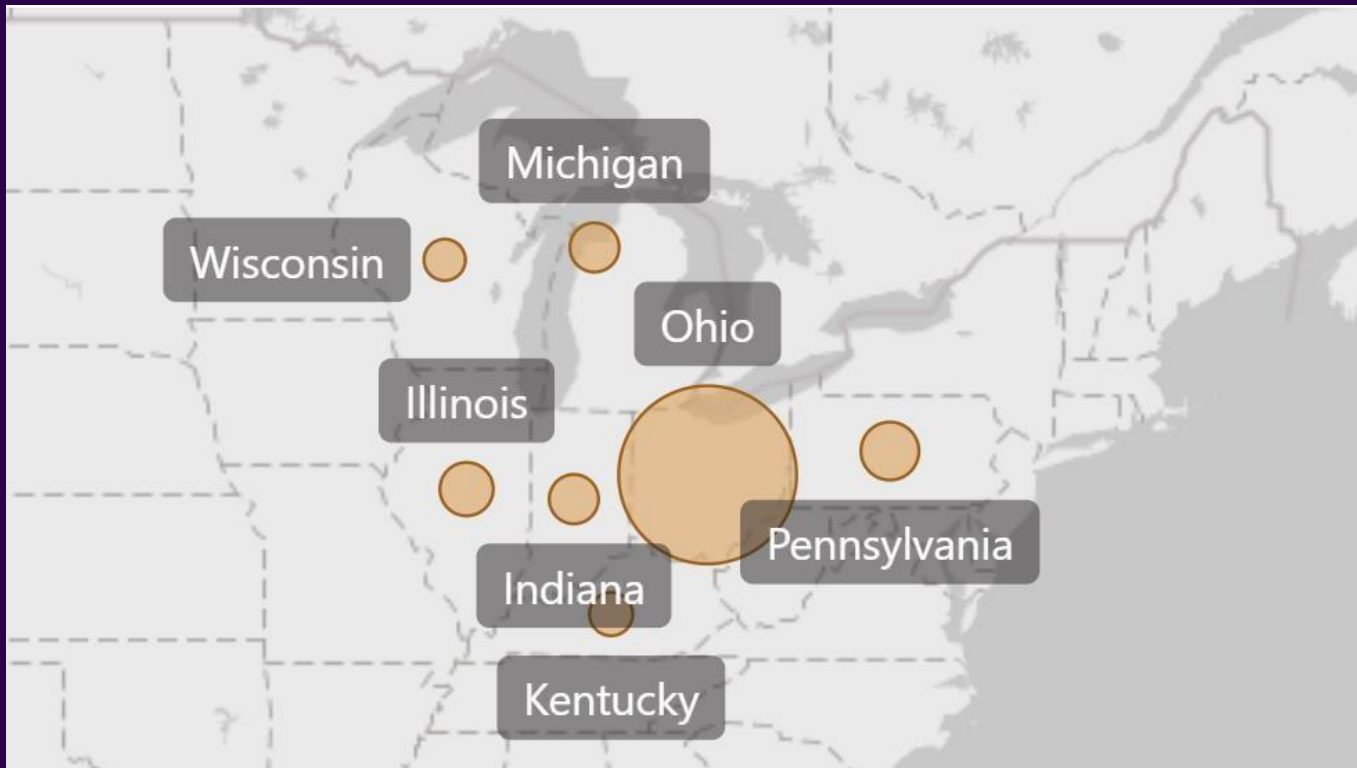 Michigan
Wisconsin
Ohio
Illinois
Pennsylvania
Indiana
Kentucky